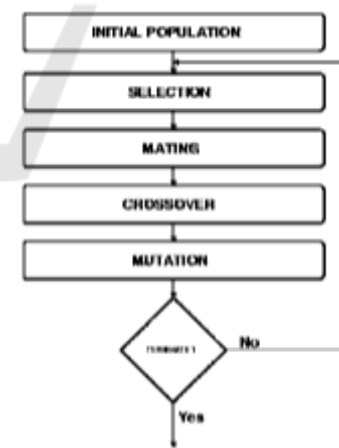 INITIAL POPULATION
SELECTION
MATING
CROSSOVER
MUTATION
No
Yes